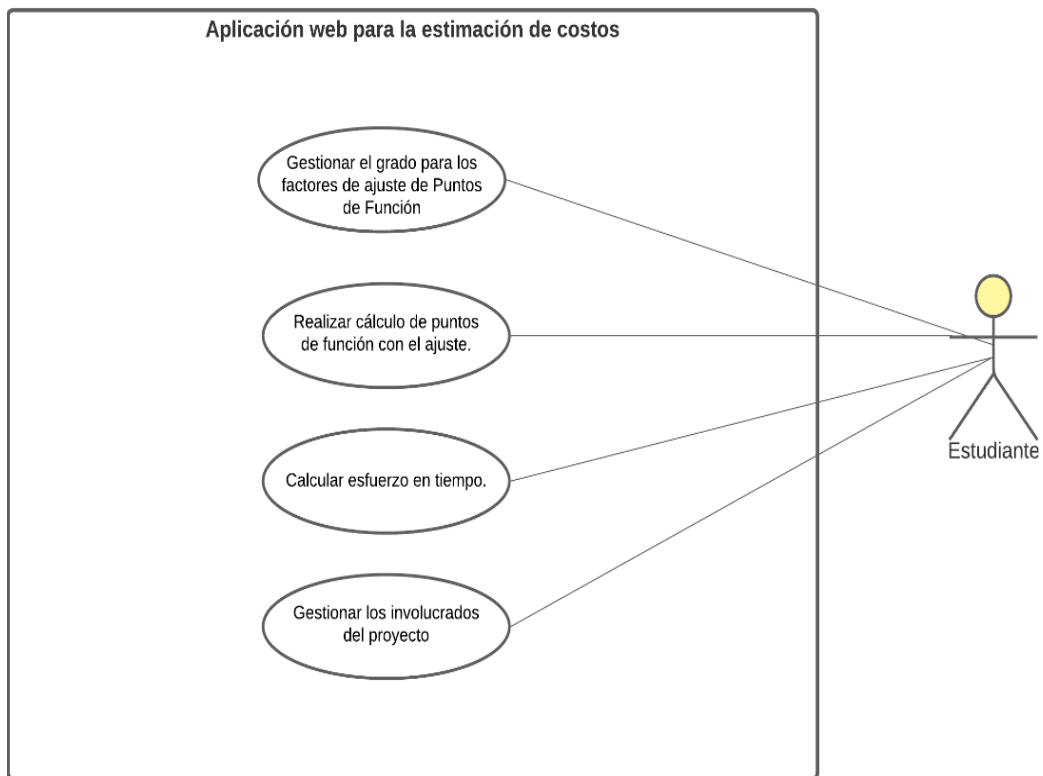 Aplicación web para la estimación de costos
Gestionar el grado para los
factores de ajuste de Puntos
de Función
Realizar cálculo de puntos
de función con el ajuste.
Calcular esfuerzo en tiempo.
Gestionar los involucrados
del proyecto
Estudiante